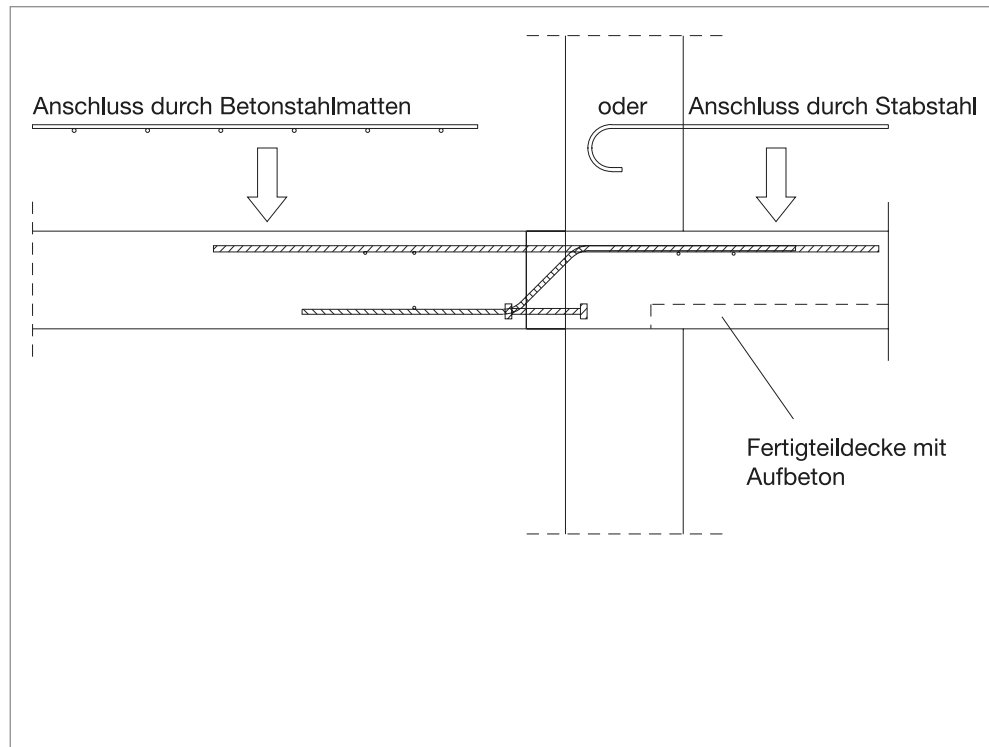 Anschluss durch Betonstahlmatten oder Anschluss durch Stabstahl
Fertigteildecke mit
Aufbeton